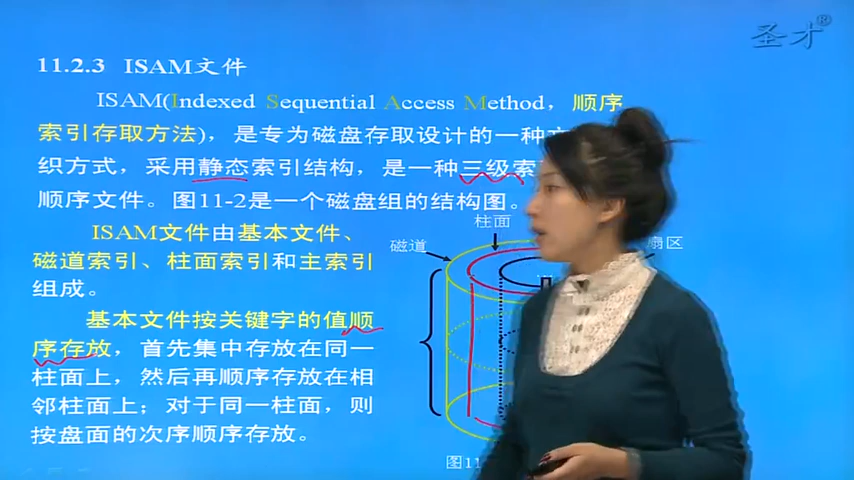 圣才®
11.2.3 ISAM文件
ISAM(Indexed Sequential Access Method，顺序
索引存取方法)，是专为磁盘存取设计的一种文
织方式，采用静态索引结构，是一种三级索
顺序文件。图11-2是一个磁盘组的结构图。
ISAM文件由基本文件、
磁道索引、柱面索引和主索引
组成。
基本文件按关键字的值顺
序存放，首先集中存放在同一
柱面上，然后再顺序存放在相
邻柱面上；对于同一柱面，则
按盘面的次序顺序存放。
柱面
磁道
扇区
图11